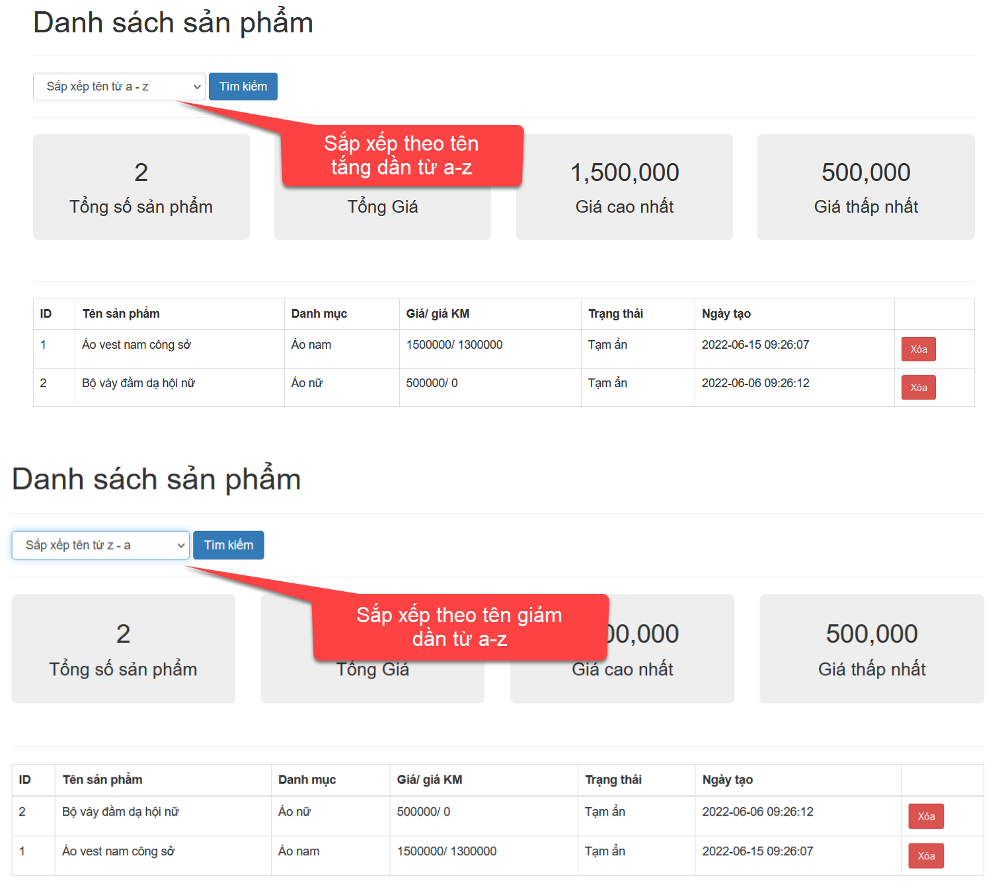 Danh sách sản phẩm
Sắp xếp tên từ a - z
Tìm kiếm
Sắp xếp theo tên
tắng dần từ a-z
2
Tổng số sản phẩm
Tổng Giá
1,500,000
Giá cao nhất
500,000
Giá thấp nhất
ID Tên sản phẩm Danh mục Giá/ giá KM Trạng thái Ngày tạo
1 Áo vest nam công sở Áo nam 1500000/ 1300000 Tạm ẩn 2022-06-15 09:26:07 Xóa
2 Bộ váy đầm dạ hội nữ Áo nữ 500000/ 0 Tạm ẩn 2022-06-06 09:26:12 Xóa
Danh sách sản phẩm
Sắp xếp tên từ z - a
Tìm kiếm
Sắp xếp theo tên giảm
dần từ a-z
2
Tổng số sản phẩm
Tổng Giá
00,000
Giá cao nhất
500,000
Giá thấp nhất
ID Tên sản phẩm Danh mục Giá/ giá KM Trạng thái Ngày tạo
2 Bộ váy đầm dạ hội nữ Áo nữ 500000/ 0 Tạm ẩn 2022-06-06 09:26:12 Xóa
1 Áo vest nam công sở Áo nam 1500000/ 1300000 Tạm ẩn 2022-06-15 09:26:07 Xóa